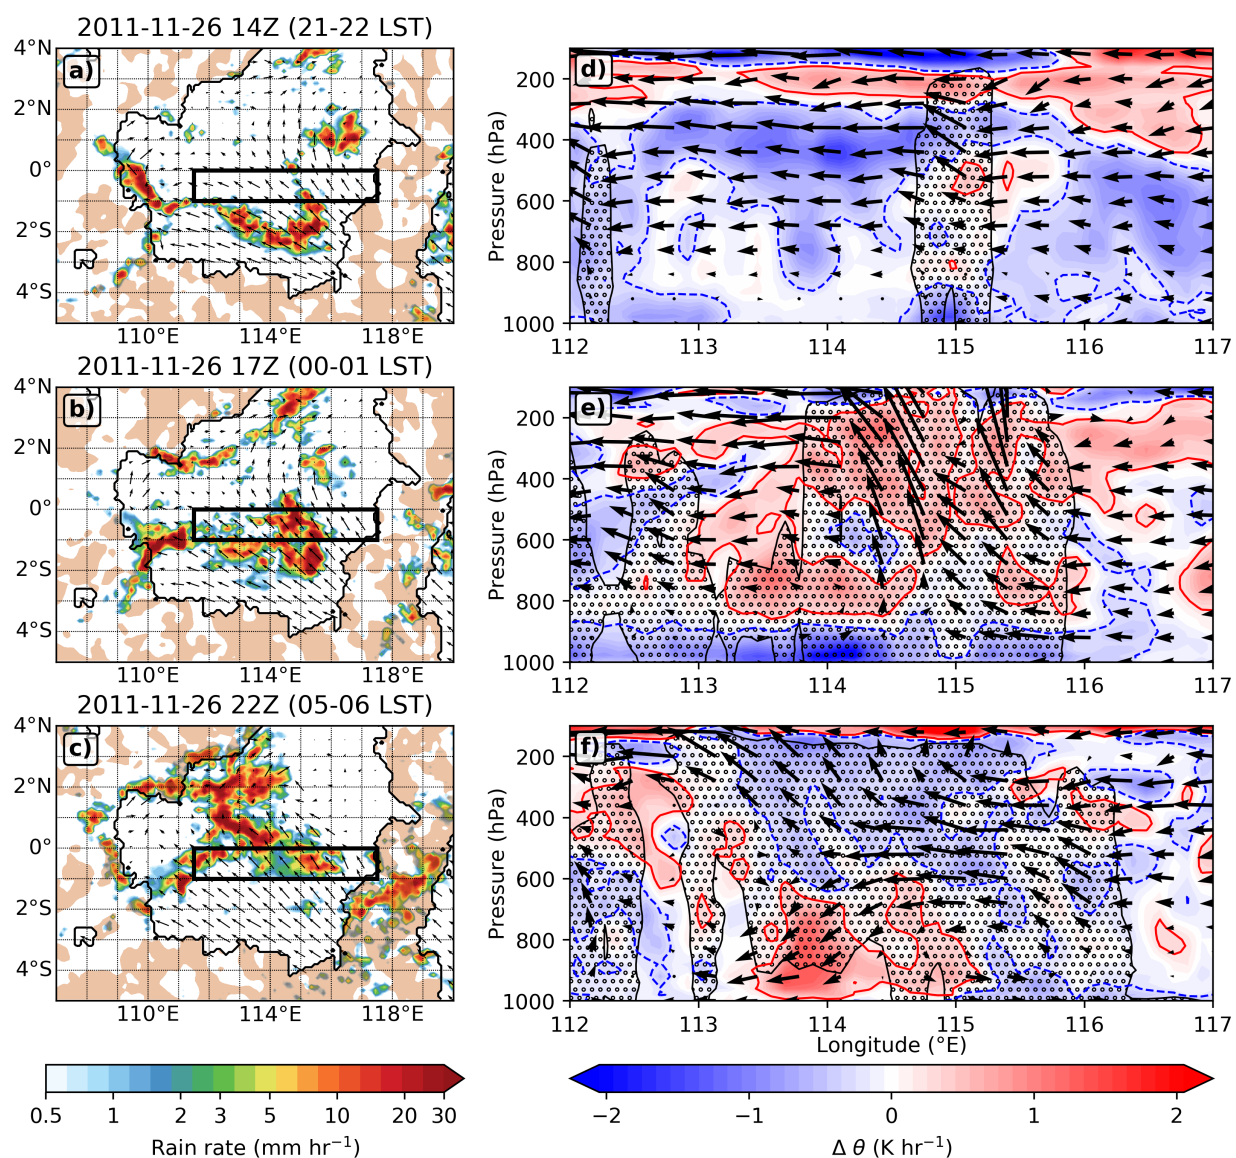 2011-11-26 14Z (21-22 LST)
a)
4°N
2°N
0°
2°S
4°S
110°E
114°E
118°E
d)
Pressure (hPa)
200
400
600
800
1000
112
113
114
115
116
117
2011-11-26 17Z (00-01 LST)
b)
4°N
2°N
0°
2°S
4°S
110°E
114°E
118°E
e)
Pressure (hPa)
200
400
600
800
1000
112
113
114
115
116
117
2011-11-26 22Z (05-06 LST)
c)
4°N
2°N
0°
2°S
4°S
110°E
114°E
118°E
f)
Pressure (hPa)
200
400
600
800
1000
112
113
114
115
116
117
Longitude (°E)
0.5
1
2
3
5
10
20
30
Rain rate (mm hr⁻¹)
−2
−1
0
1
2
Δ θ (K hr⁻¹)